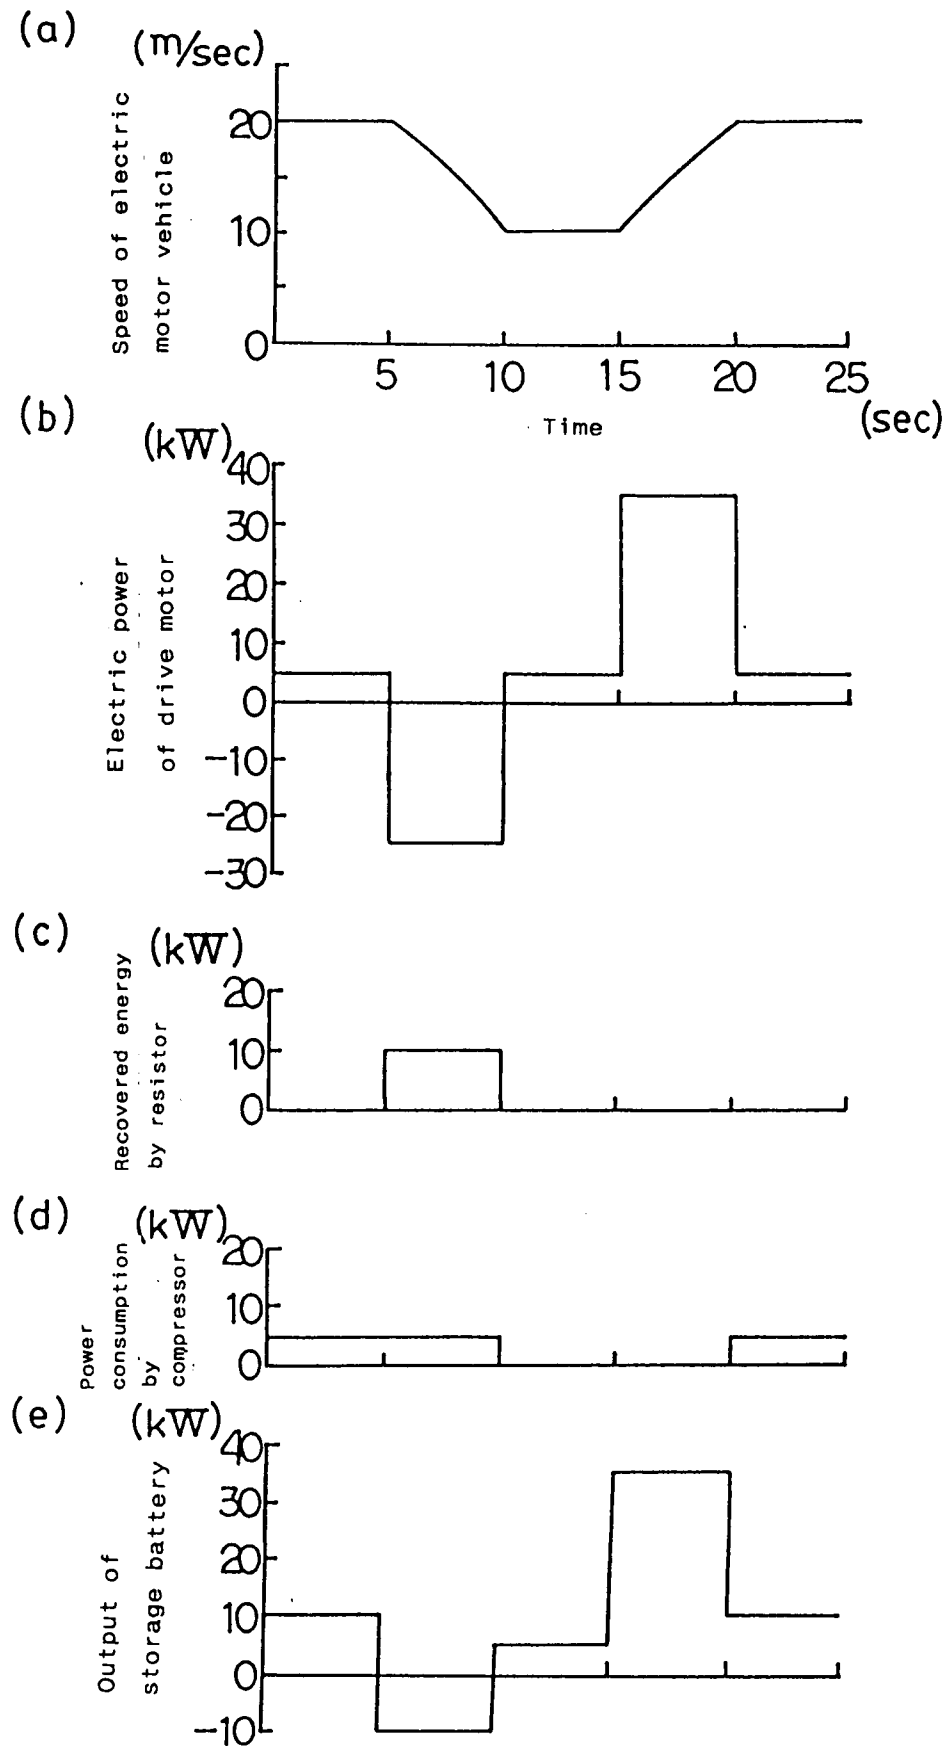 (a)
(m/sec)
Speed of electric
motor vehicle
20
10
0
5 10 15 20 25
Time
(sec)
(b)
(kW)
Electric power
of drive motor
40
30
20
10
0
-10
-20
-30
(c)
(kW)
Recovered energy
by resistor
20
10
0
(d)
(kW)
Power
consumption
by
compressor
20
10
0
(e)
(kW)
Output of
storage battery
40
30
20
10
0
-10